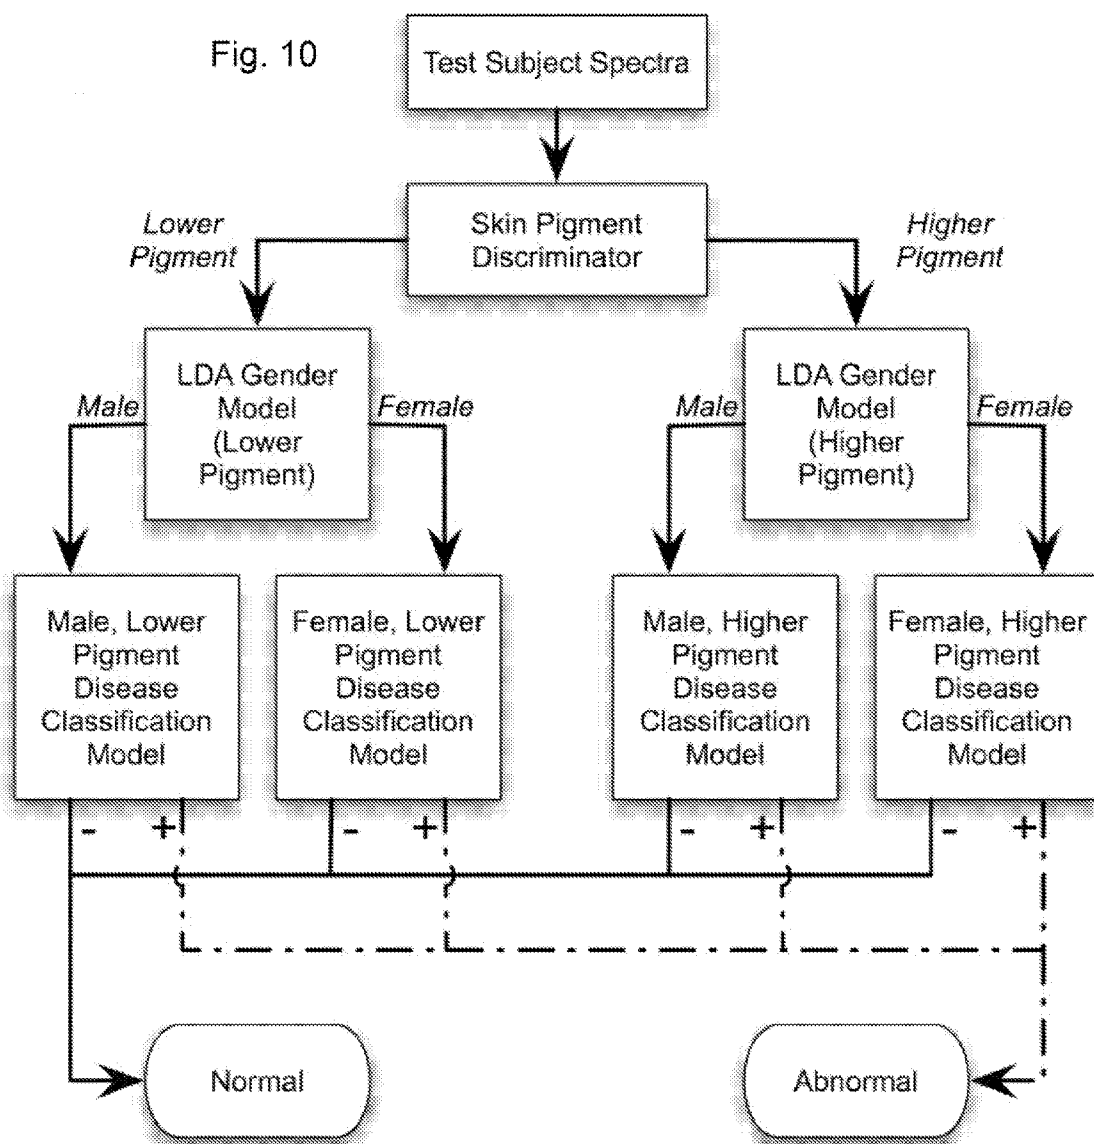 Fig. 10
Test Subject Spectra
Skin Pigment
Discriminator
Lower
Pigment
Higher
Pigment
LDA Gender
Model
(Lower
Pigment)
Male
Female
LDA Gender
Model
(Higher
Pigment)
Male
Female
Male, Lower
Pigment
Disease
Classification
Model
Female, Lower
Pigment
Disease
Classification
Model
Male, Higher
Pigment
Disease
Classification
Model
Female, Higher
Pigment
Disease
Classification
Model
- +
- +
- +
- +
Normal
Abnormal